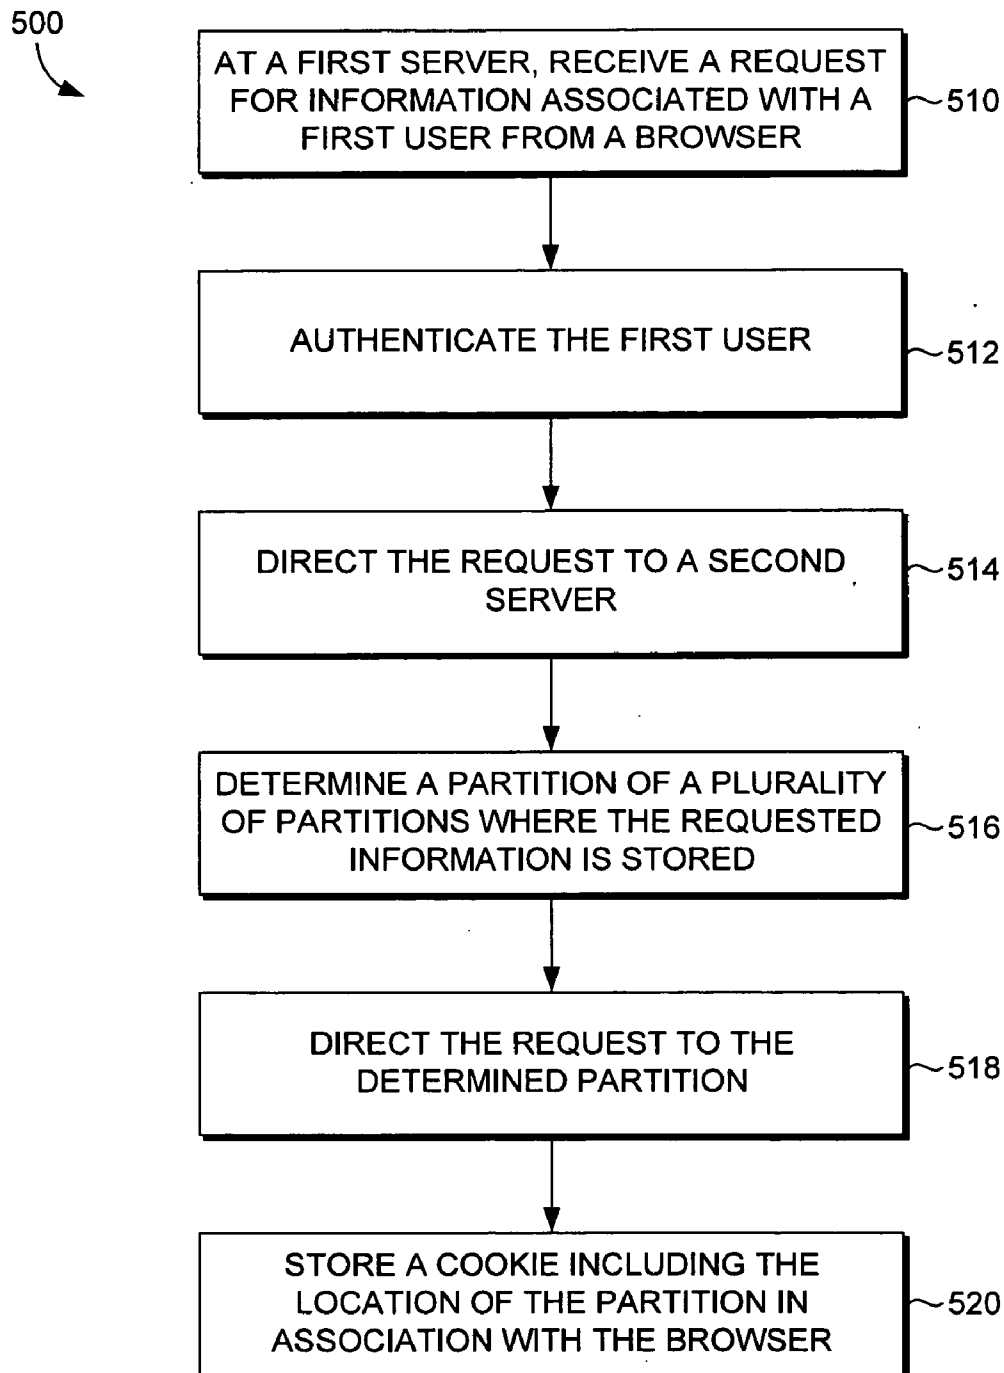 500
AT A FIRST SERVER, RECEIVE A REQUEST
FOR INFORMATION ASSOCIATED WITH A
FIRST USER FROM A BROWSER
510
AUTHENTICATE THE FIRST USER
512
DIRECT THE REQUEST TO A SECOND
SERVER
514
DETERMINE A PARTITION OF A PLURALITY
OF PARTITIONS WHERE THE REQUESTED
INFORMATION IS STORED
516
DIRECT THE REQUEST TO THE
DETERMINED PARTITION
518
STORE A COOKIE INCLUDING THE
LOCATION OF THE PARTITION IN
ASSOCIATION WITH THE BROWSER
520